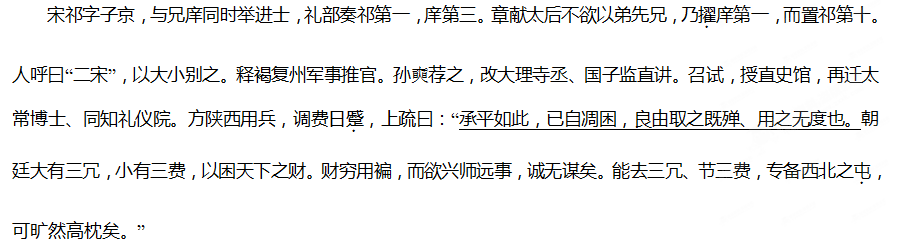 宋祁字子京，与兄庠同时举进士，礼部奏祁第一，庠第三。章献太后不欲以弟先兄，乃擢庠第一，而置祁第十。
人呼曰“二宋”，以大小别之。释褐复州军事推官。孙奭荐之，改大理寺丞、国子监直讲。召试，授直史馆，再迁太
常博士、同知礼仪院。方陕西用兵，调费日蹙，上疏曰：“承平如此，已自凋困，良由取之既殚、用之无度也。朝
廷大有三冗，小有三费，以困天下之财。财穷用褊，而欲兴师远事，诚无谋矣。能去三冗、节三费，专备西北之屯，
可旷然高枕矣。”